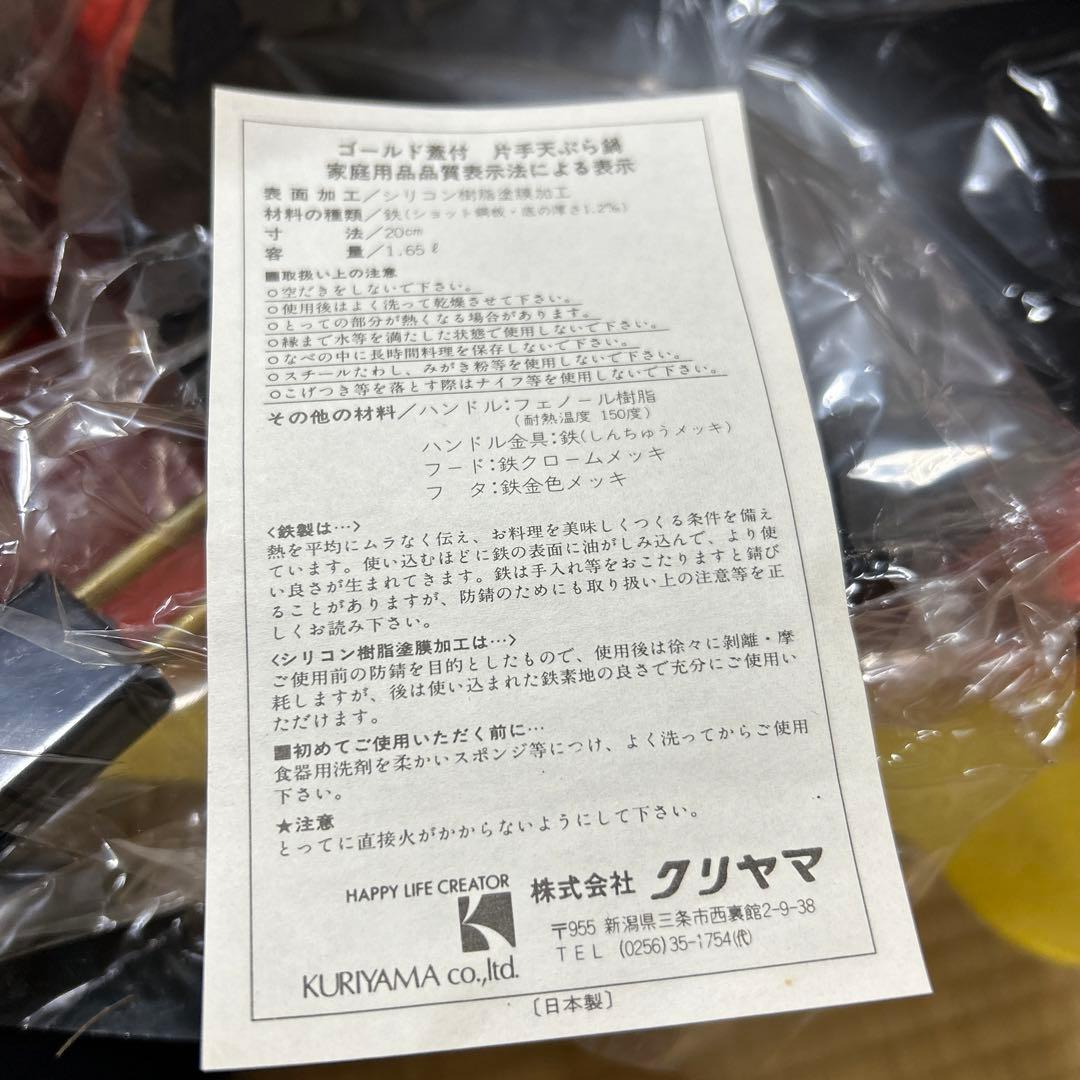 ゴールド蓋付　片手天ぷら鍋
家庭用品品質表示法による表示
表面加工／シリコン樹脂塗膜加工
材料の種類／鉄(ショット鋼板・底の厚さ1.2㎜)
寸　　法／20cm
容　　量／1.65ℓ
■取扱い上の注意
○空だきをしないで下さい。
○使用後はよく洗って乾燥させて下さい。
○とっての部分が熱くなる場合があります。
○縁まで水等を満たした状態で使用しないで下さい。
○なべの中に長時間料理を保存しないで下さい。
○スチールたわし、みがき粉等を使用しないで下さい。
○こげつき等を落とす際はナイフ等を使用しないで下さい。
その他の材料／ハンドル：フェノール樹脂
(耐熱温度 150度)
ハンドル金具：鉄(しんちゅうメッキ)
フード：鉄クロームメッキ
フ　タ：鉄金色メッキ
<鉄製は…>
熱を平均にムラなく伝え、お料理を美味しくつくる条件を備え
ています。使い込むほどに鉄の表面に油がしみ込んで、より使
い良さが生まれてきます。鉄は手入れ等をおこたりますと錆び
ることがありますが、防錆のためにも取り扱い上の注意等を正
しくお読み下さい。
<シリコン樹脂塗膜加工は…>
ご使用前の防錆を目的としたもので、使用後は徐々に剥離・摩
耗しますが、後は使い込まれた鉄素地の良さで充分にご使用い
ただけます。
■初めてご使用いただく前に…
食器用洗剤を柔かいスポンジ等につけ、よく洗ってからご使用
下さい。
★注意
とってに直接火がかからないようにして下さい。
HAPPY LIFE CREATOR
KURIYAMA co.,ltd.
株式会社 クリヤマ
〒955 新潟県三条市西裏館2-9-38
TEL (0256)35-1754(代)
〔日本製〕